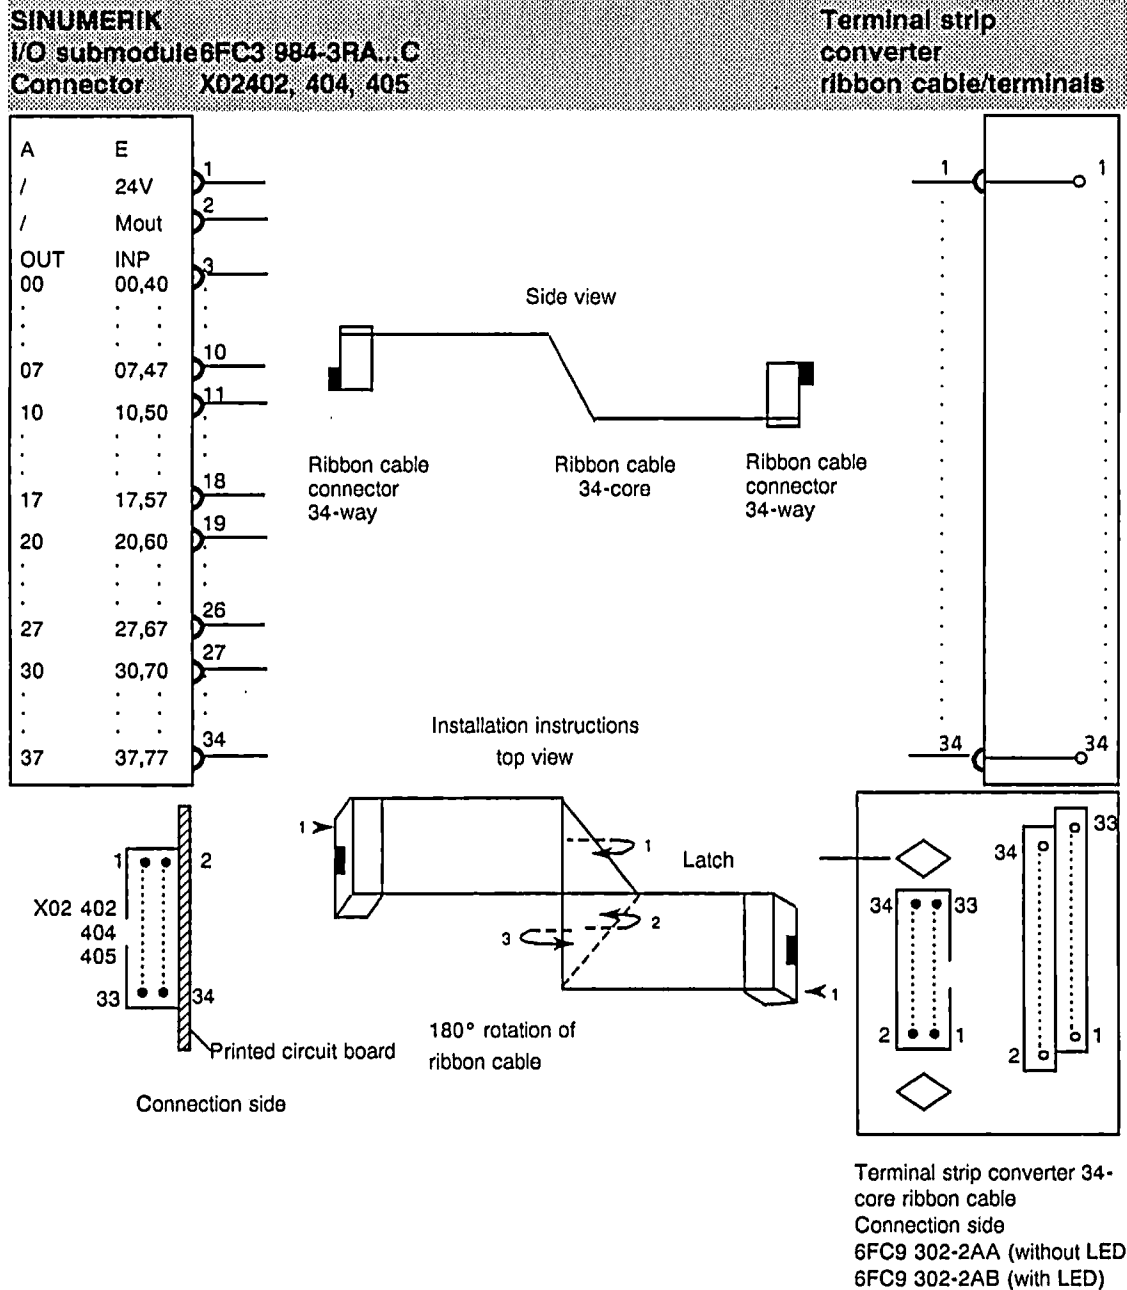 SINUMERIK
I/O submodule 6FC3 984-3RA...C
Connector X02402, 404, 405
Terminal strip
converter
ribbon cable/terminals
A E
/ 24V 1
/ Mout 2
OUT INP
00 00,40 3
07 07,47 10
10 10,50 11
17 17,57 18
20 20,60 19
27 27,67 26
30 30,70 27
37 37,77 34
Side view
Ribbon cable
connector
34-way
Ribbon cable
34-core
Ribbon cable
connector
34-way
1 1
34 34
Installation instructions
top view
1 2
X02 402
404
405
33 34
Printed circuit board
Connection side
1
1
2
3
1
Latch
180° rotation of
ribbon cable
34 33
2 1
34 33
2 1
Terminal strip converter 34-
core ribbon cable
Connection side
6FC9 302-2AA (without LED
6FC9 302-2AB (with LED)